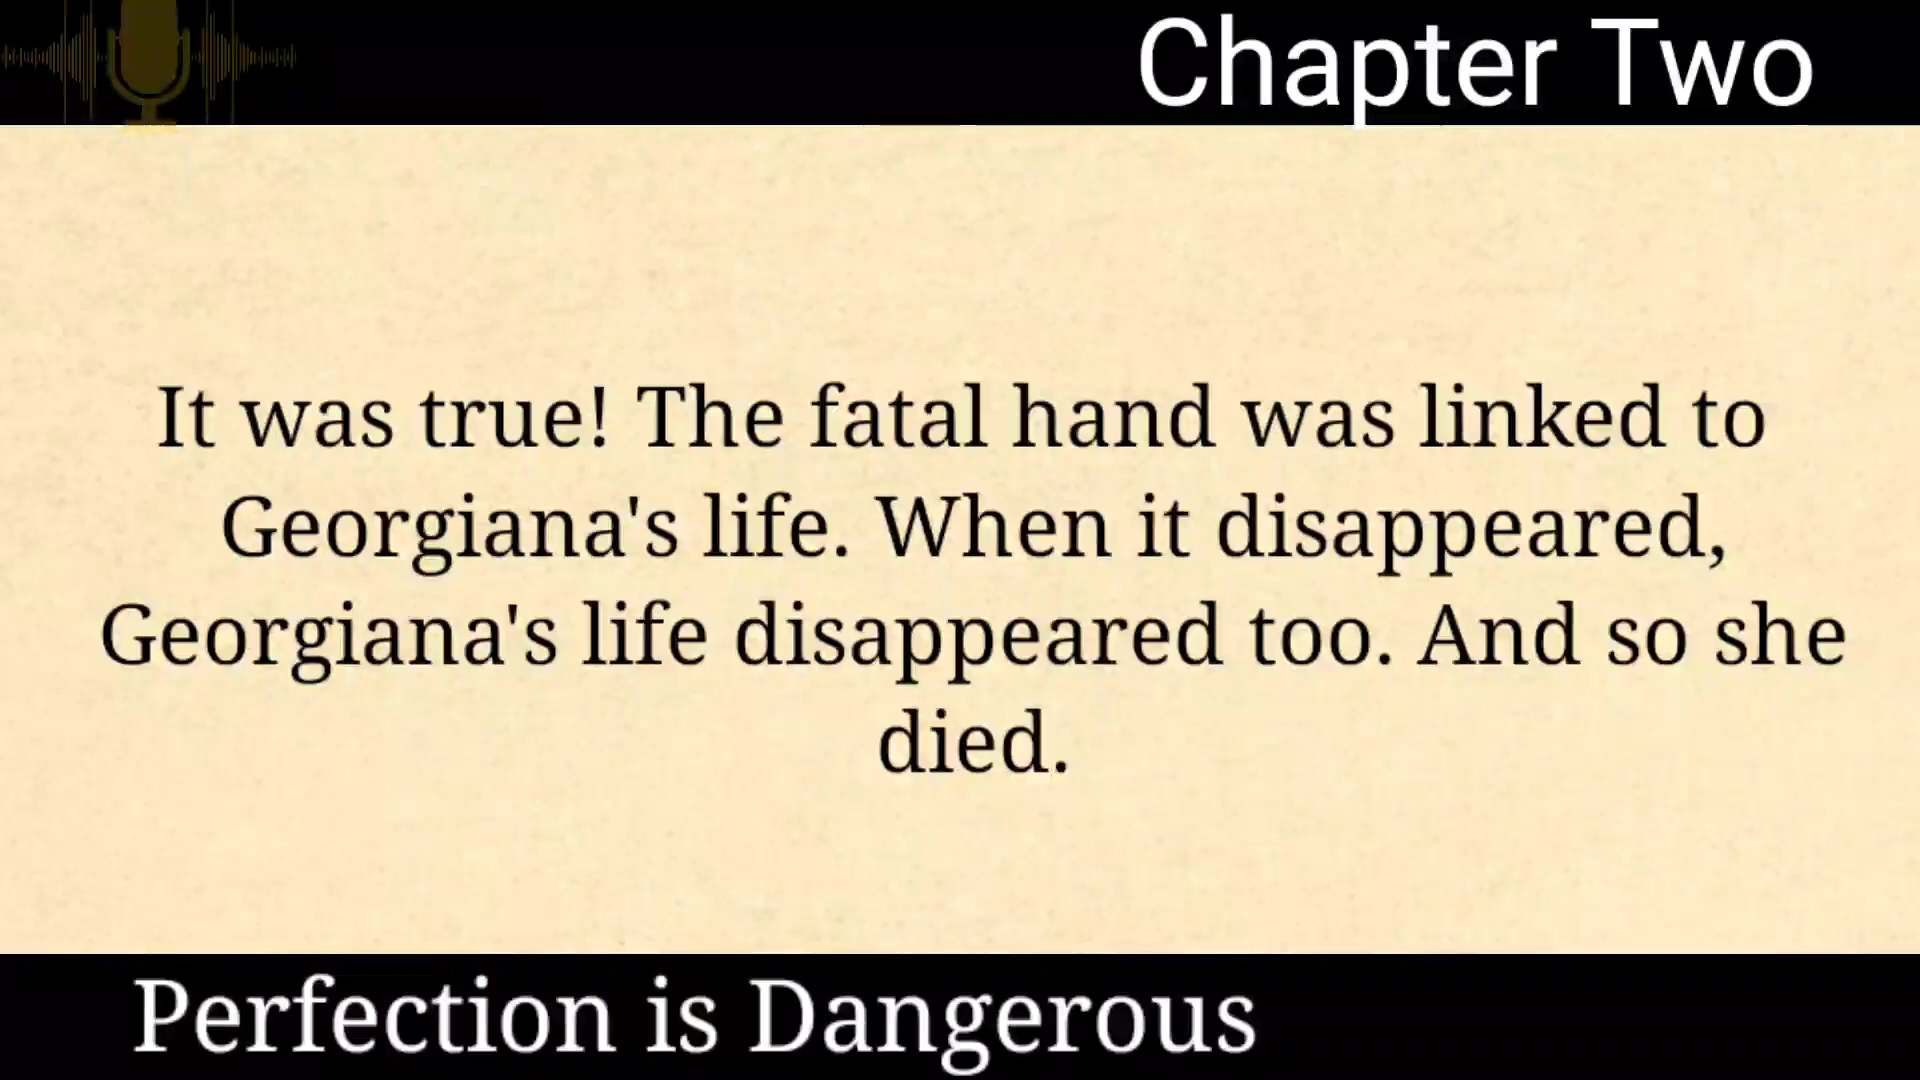 Chapter Two
It was true! The fatal hand was linked to
Georgiana's life. When it disappeared,
Georgiana's life disappeared too. And so she
died.
Perfection is Dangerous